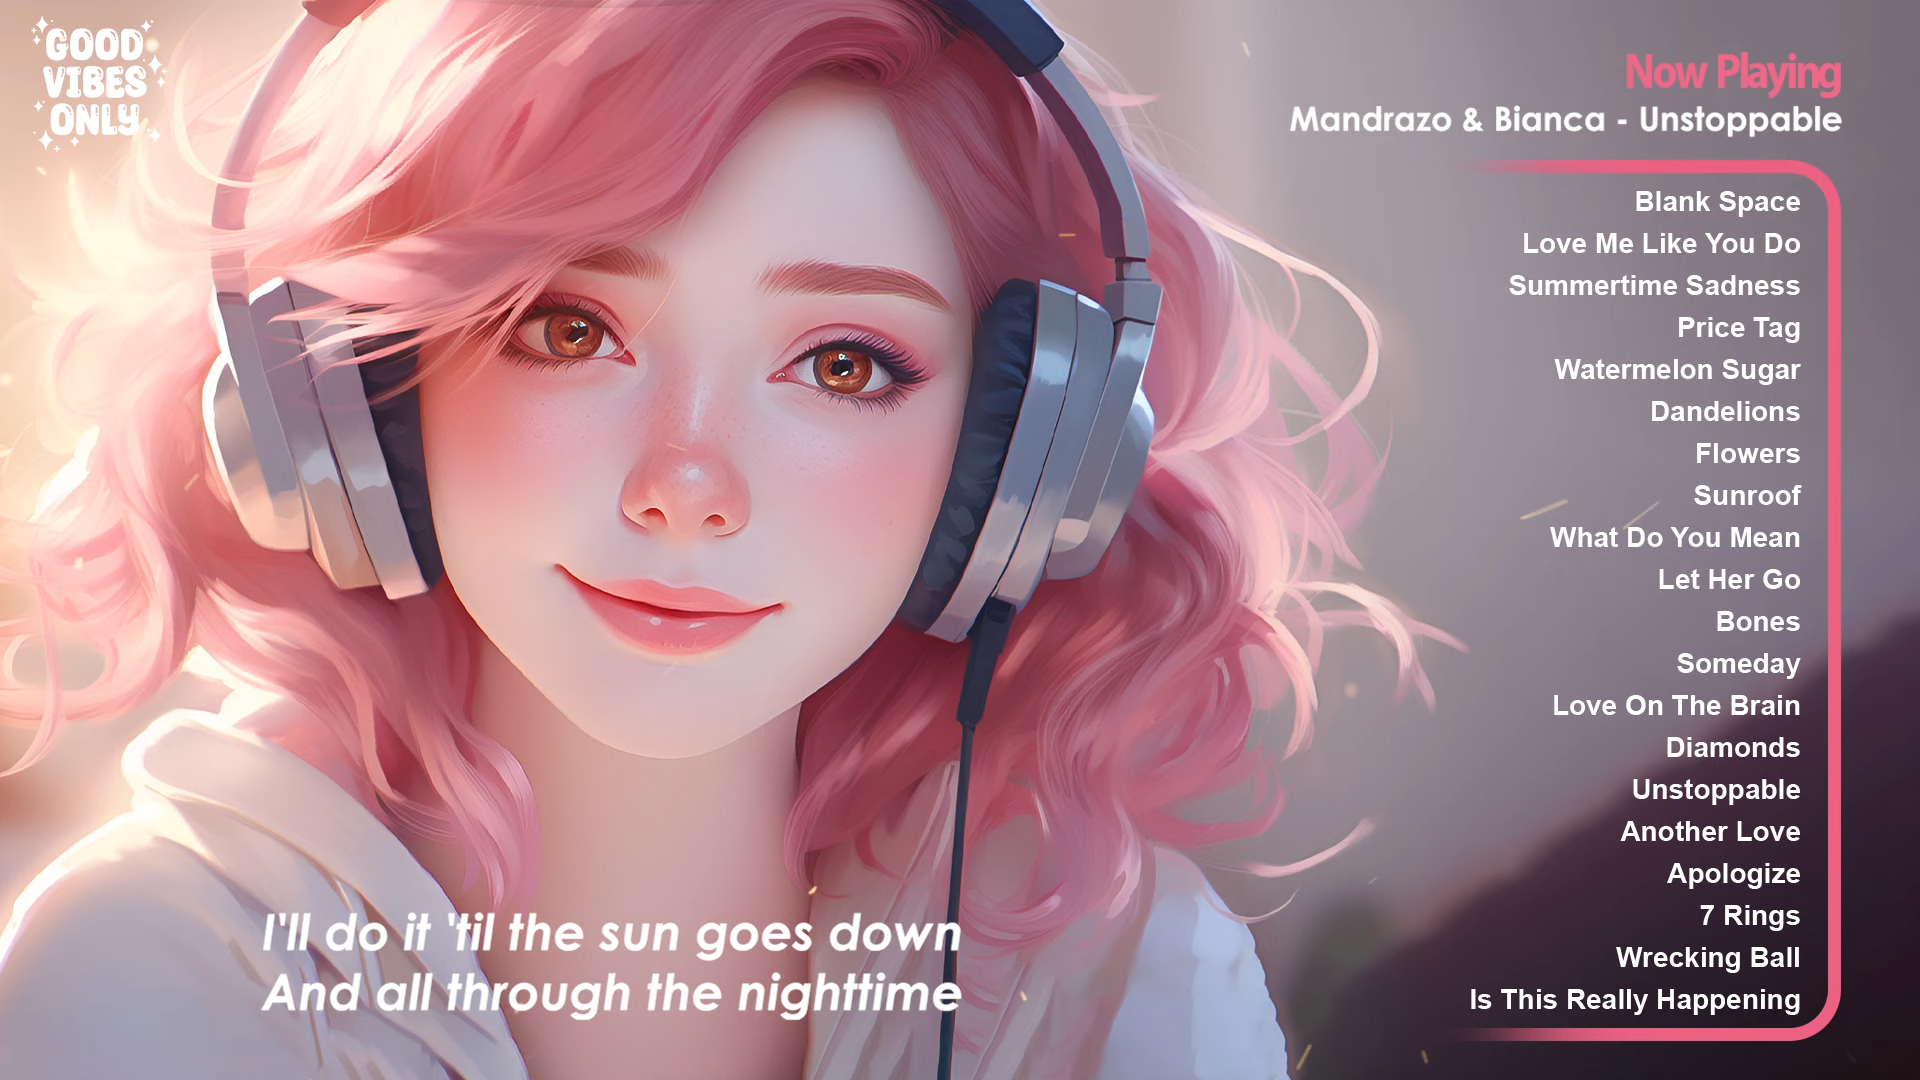 GOOD
VIBES
ONLY
Now Playing
Mandrazo & Bianca - Unstoppable
Blank Space
Love Me Like You Do
Summertime Sadness
Price Tag
Watermelon Sugar
Dandelions
Flowers
Sunroof
What Do You Mean
Let Her Go
Bones
Someday
Love On The Brain
Diamonds
Unstoppable
Another Love
Apologize
7 Rings
Wrecking Ball
Is This Really Happening
I'll do it 'til the sun goes down
And all through the nighttime